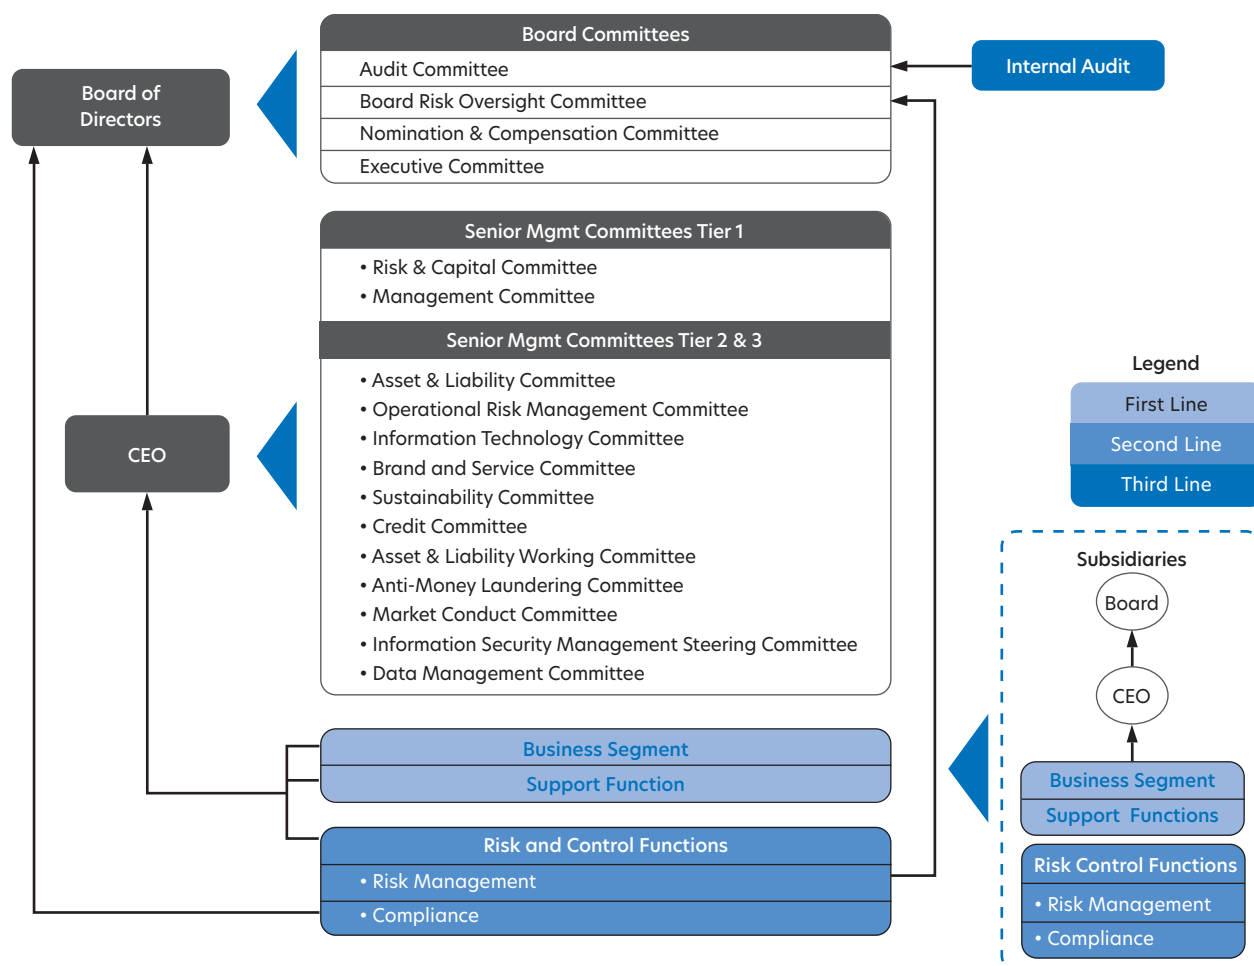 Board Committees
Audit Committee
Board Risk Oversight Committee
Nomination & Compensation Committee
Executive Committee
Internal Audit
Board of
Directors
Senior Mgmt Committees Tier 1
• Risk & Capital Committee
• Management Committee
Senior Mgmt Committees Tier 2 & 3
• Asset & Liability Committee
• Operational Risk Management Committee
• Information Technology Committee
• Brand and Service Committee
• Sustainability Committee
• Credit Committee
• Asset & Liability Working Committee
• Anti-Money Laundering Committee
• Market Conduct Committee
• Information Security Management Steering Committee
• Data Management Committee
CEO
Legend
First Line
Second Line
Third Line
Business Segment
Support Function
Risk and Control Functions
• Risk Management
• Compliance
Subsidiaries
Board
CEO
Business Segment
Support Functions
Risk Control Functions
• Risk Management
• Compliance